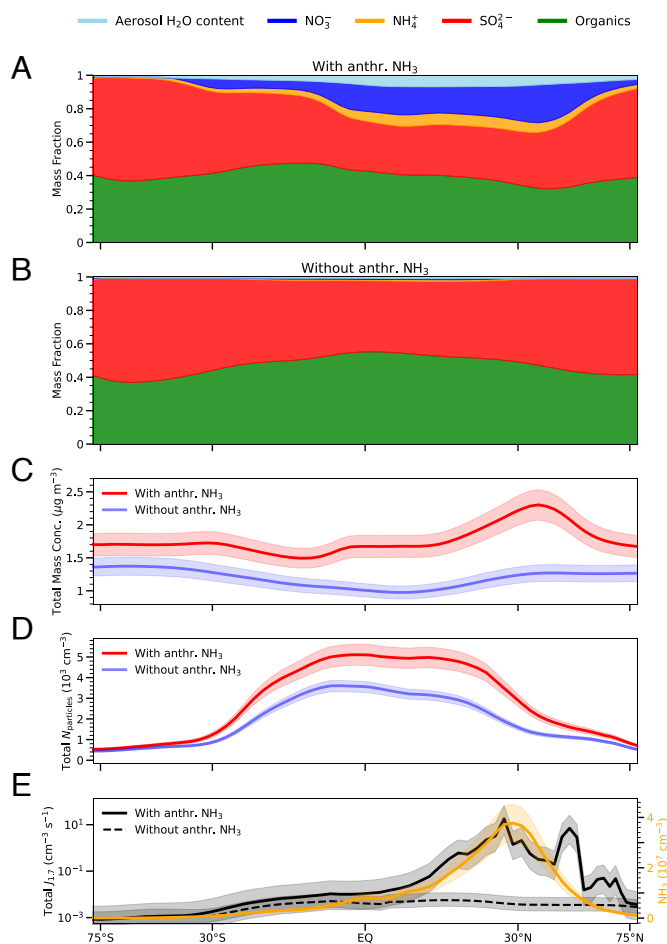 Aerosol H₂O content NO₃⁻ NH₄⁺ SO₄²⁻ Organics
A
With anthr. NH₃
1
0.8
0.6
0.4
0.2
0
Mass Fraction
B
Without anthr. NH₃
1
0.8
0.6
0.4
0.2
0
Mass Fraction
C
With anthr. NH₃
Without anthr. NH₃
2.5
2
1.5
1
Total Mass Conc. (μg m⁻³)
D
With anthr. NH₃
Without anthr. NH₃
5
4
3
2
1
0
Total Nparticles (10³ cm⁻³)
E
With anthr. NH₃
Without anthr. NH₃
10¹
10⁻¹
10⁻³
Total J₁.₇ (cm⁻³ s⁻¹)
4
2
0
NH₃ (10⁷ cm⁻³)
75°S 30°S EQ 30°N 75°N